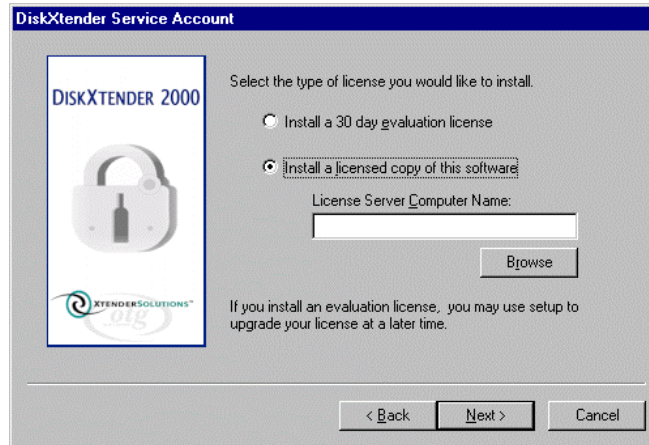 DiskXtender Service Account
DISKXTENDER 2000
Select the type of license you would like to install.
Install a 30 day evaluation license
Install a licensed copy of this software
License Server Computer Name:
Browse
XTENDERSOLUTIONS™
otg
If you install an evaluation license, you may use setup to
upgrade your license at a later time.
< Back
Next >
Cancel